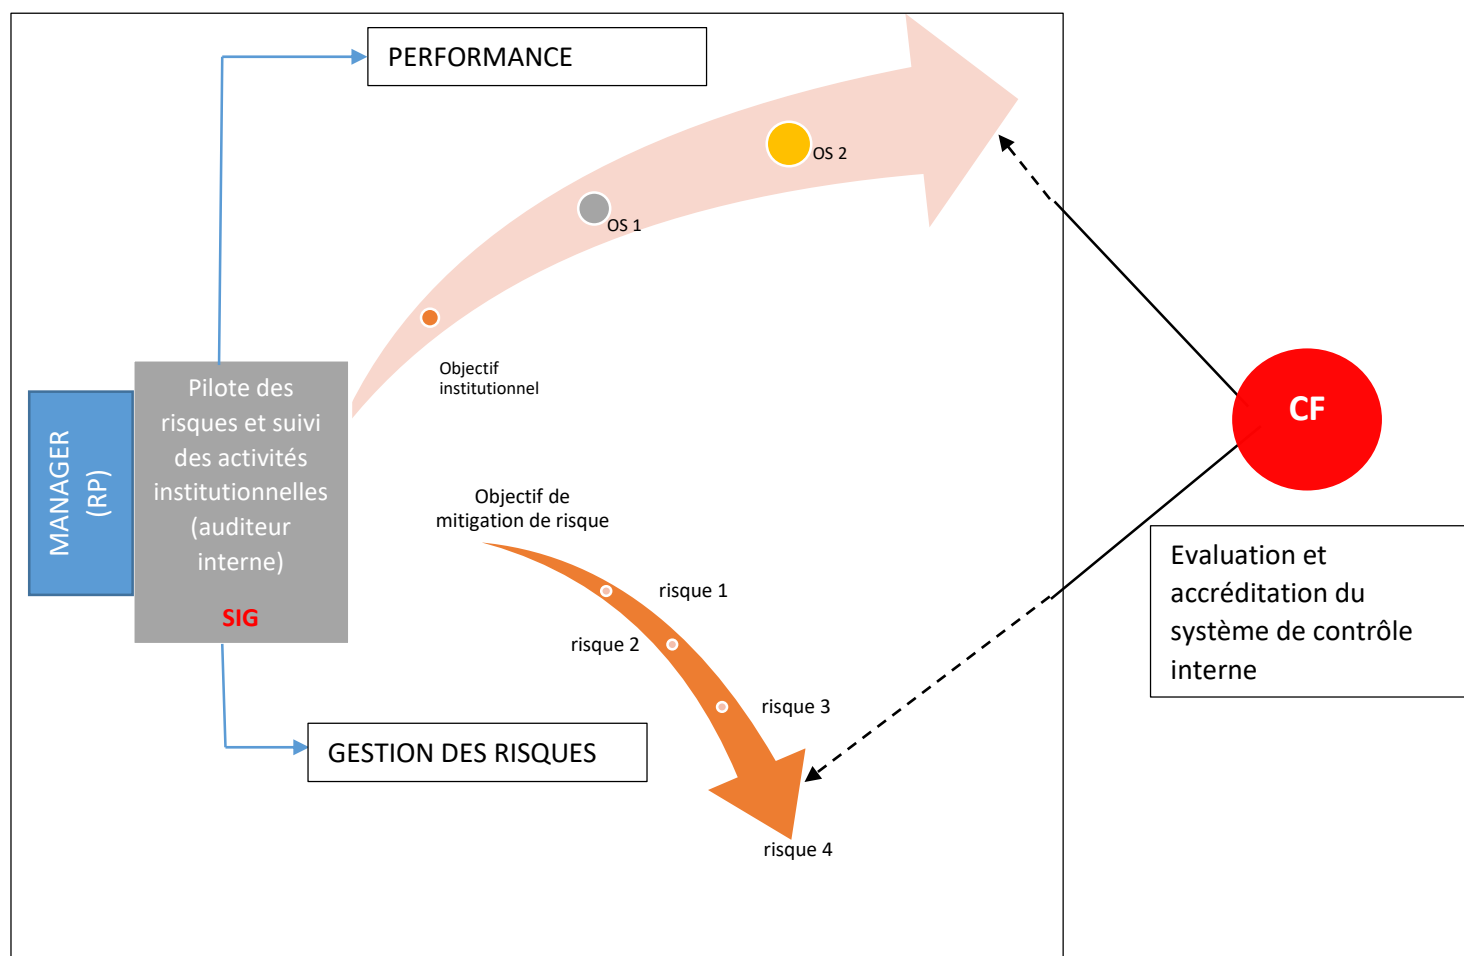 PERFORMANCE
OS 2
OS 1
Objectif
institutionnel
MANAGER
(RP)
Pilote des
risques et suivi
des activités
institutionnelles
(auditeur
interne)
SIG
CF
Objectif de
mitigation de risque
risque 1
risque 2
risque 3
risque 4
GESTION DES RISQUES
Evaluation et
accréditation du
système de contrôle
interne